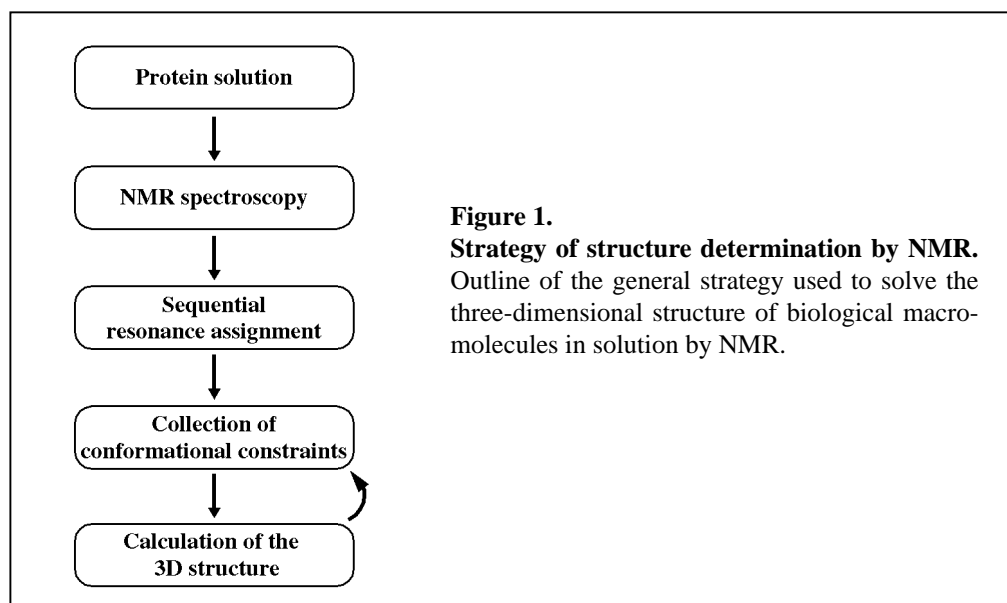 Protein solution
NMR spectroscopy
Sequential
resonance assignment
Collection of
conformational constraints
Calculation of the
3D structure
Figure 1.
Strategy of structure determination by NMR.
Outline of the general strategy used to solve the
three-dimensional structure of biological macro-
molecules in solution by NMR.